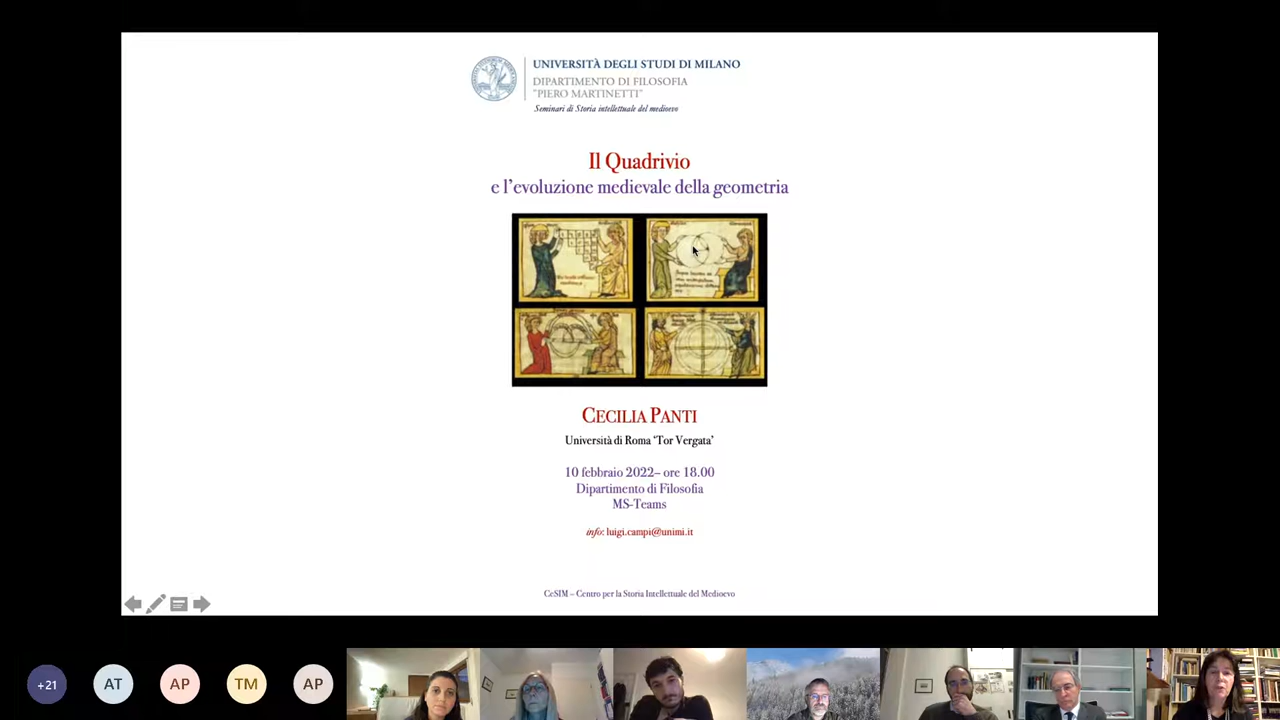 UNIVERSITÀ DEGLI STUDI DI MILANO
DIPARTIMENTO DI FILOSOFIA
"PIERO MARTINETTI"
Seminari di Storia intellettuale del medioevo
Il Quadrivio
e l'evoluzione medievale della geometria
CECILIA PANTI
Università di Roma 'Tor Vergata'
10 febbraio 2022– ore 18.00
Dipartimento di Filosofia
MS-Teams
info: luigi.campi@unimi.it
CeSIM – Centro per la Storia Intellettuale del Medioevo
+21
AT
AP
TM
AP